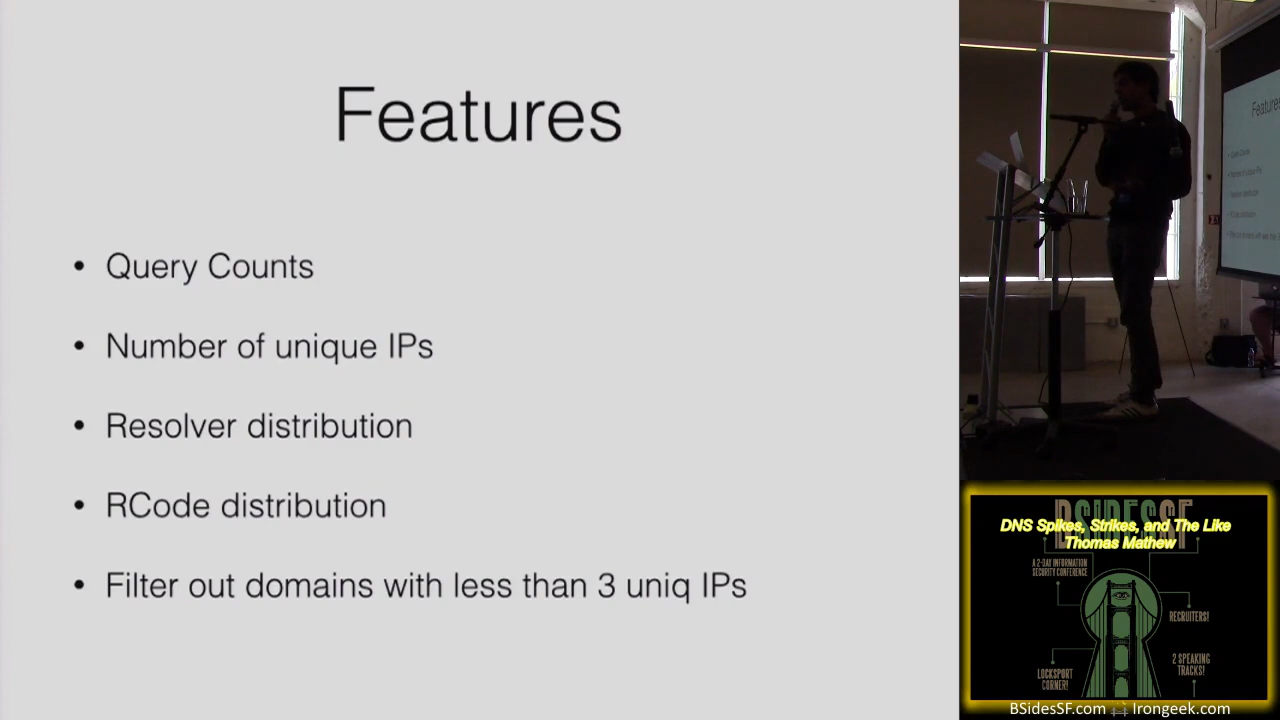 Features
• Query Counts
• Number of unique IPs
• Resolver distribution
• RCode distribution
• Filter out domains with less than 3 uniq IPs
Features
BSIDESSF
DNS Spikes, Strikes, and The Like
Thomas Mathew
A 2-DAY INFORMATION
SECURITY CONFERENCE
RECRUITERS!
LOCKSPORT
CORNER!
2 SPEAKING
TRACKS!
BSidesSF.com Irongeek.com